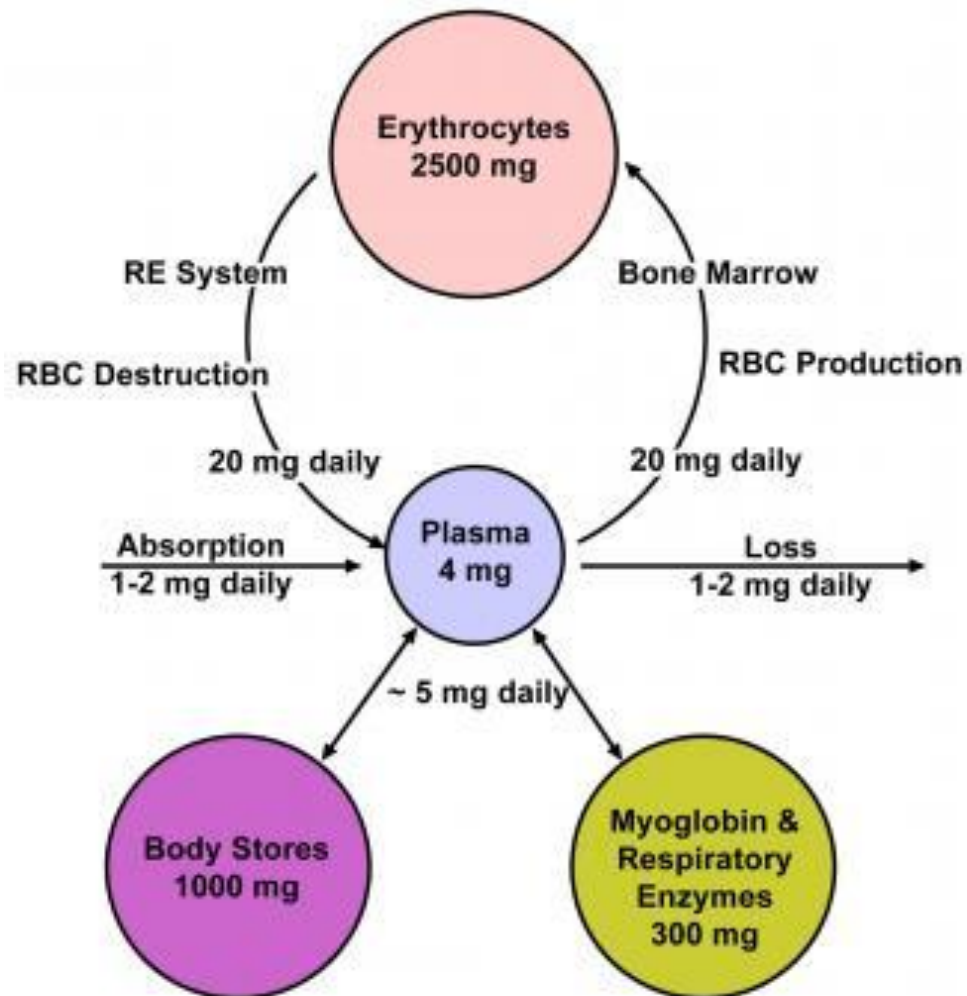 Erythrocytes
2500 mg
RE System
Bone Marrow
RBC Destruction
RBC Production
20 mg daily
20 mg daily
Plasma
4 mg
Absorption
1-2 mg daily
Loss
1-2 mg daily
~ 5 mg daily
Body Stores
1000 mg
Myoglobin &
Respiratory
Enzymes
300 mg